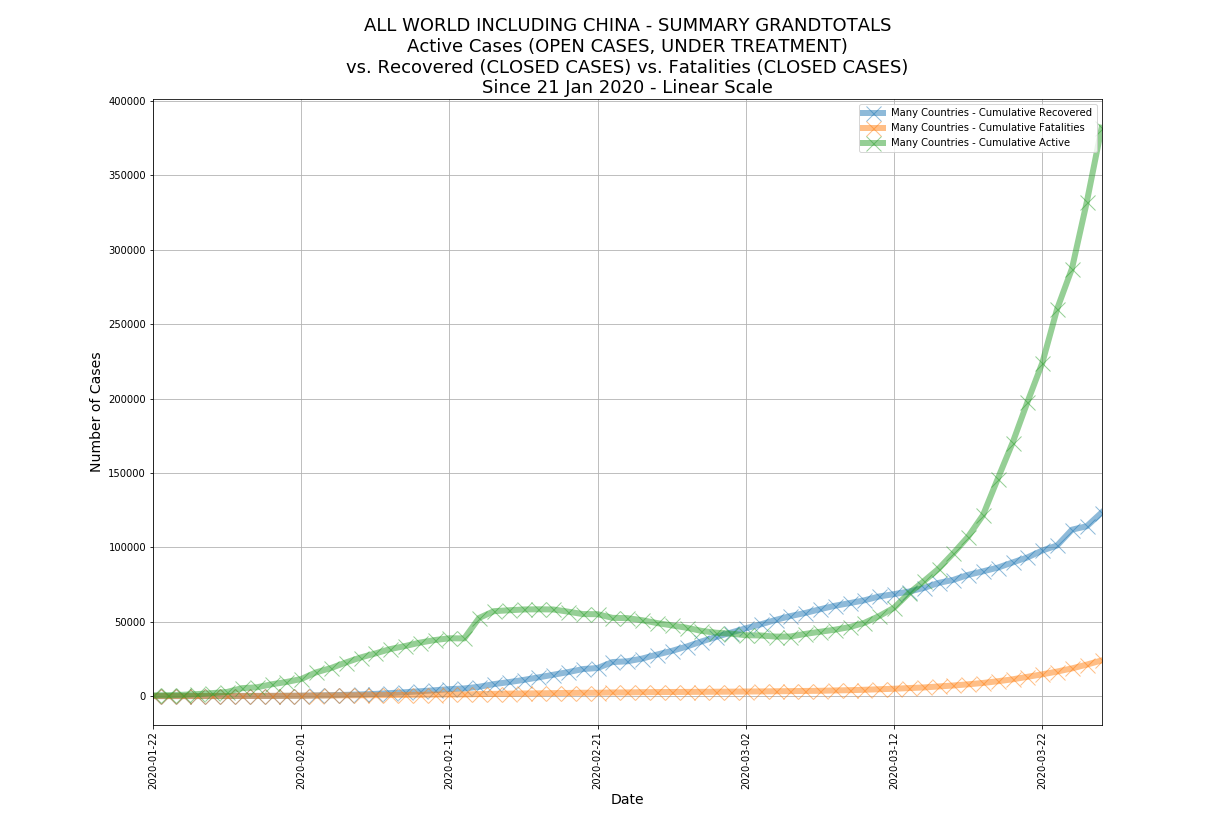 ALL WORLD INCLUDING CHINA - SUMMARY GRANDTOTALS
Active Cases (OPEN CASES, UNDER TREATMENT)
vs. Recovered (CLOSED CASES) vs. Fatalities (CLOSED CASES)
Since 21 Jan 2020 - Linear Scale
Many Countries - Cumulative Recovered
Many Countries - Cumulative Fatalities
Many Countries - Cumulative Active
Number of Cases
400000
350000
300000
250000
200000
150000
100000
50000
0
2020-01-22
2020-02-01
2020-02-11
2020-02-21
2020-03-02
2020-03-12
2020-03-22
Date